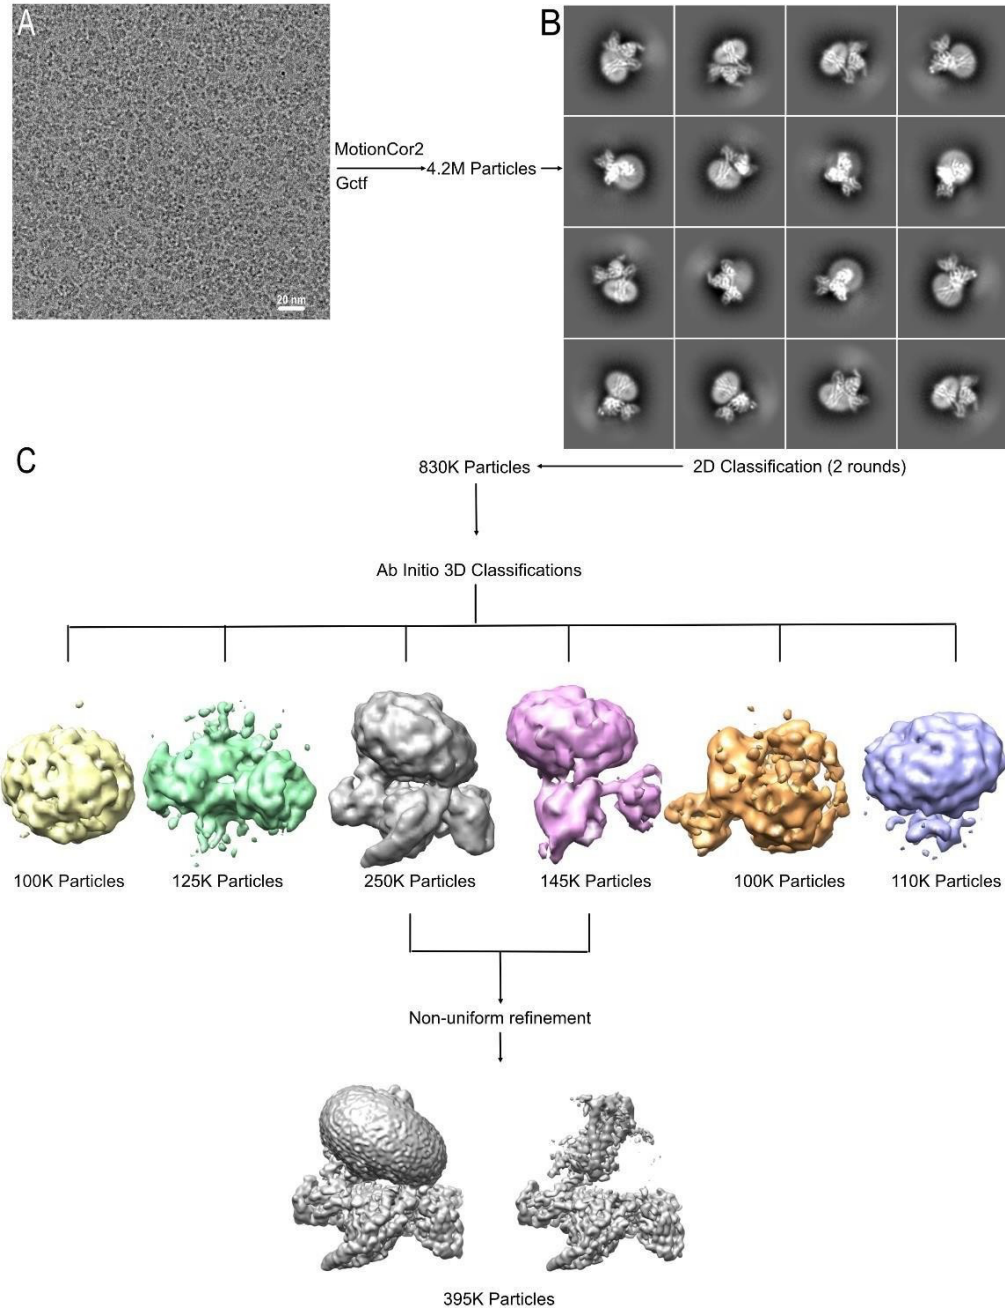 A
B
MotionCor2
Gctf
4.2M Particles
20 nm
C
830K Particles
2D Classification (2 rounds)
Ab Initio 3D Classifications
100K Particles
125K Particles
250K Particles
145K Particles
100K Particles
110K Particles
Non-uniform refinement
395K Particles